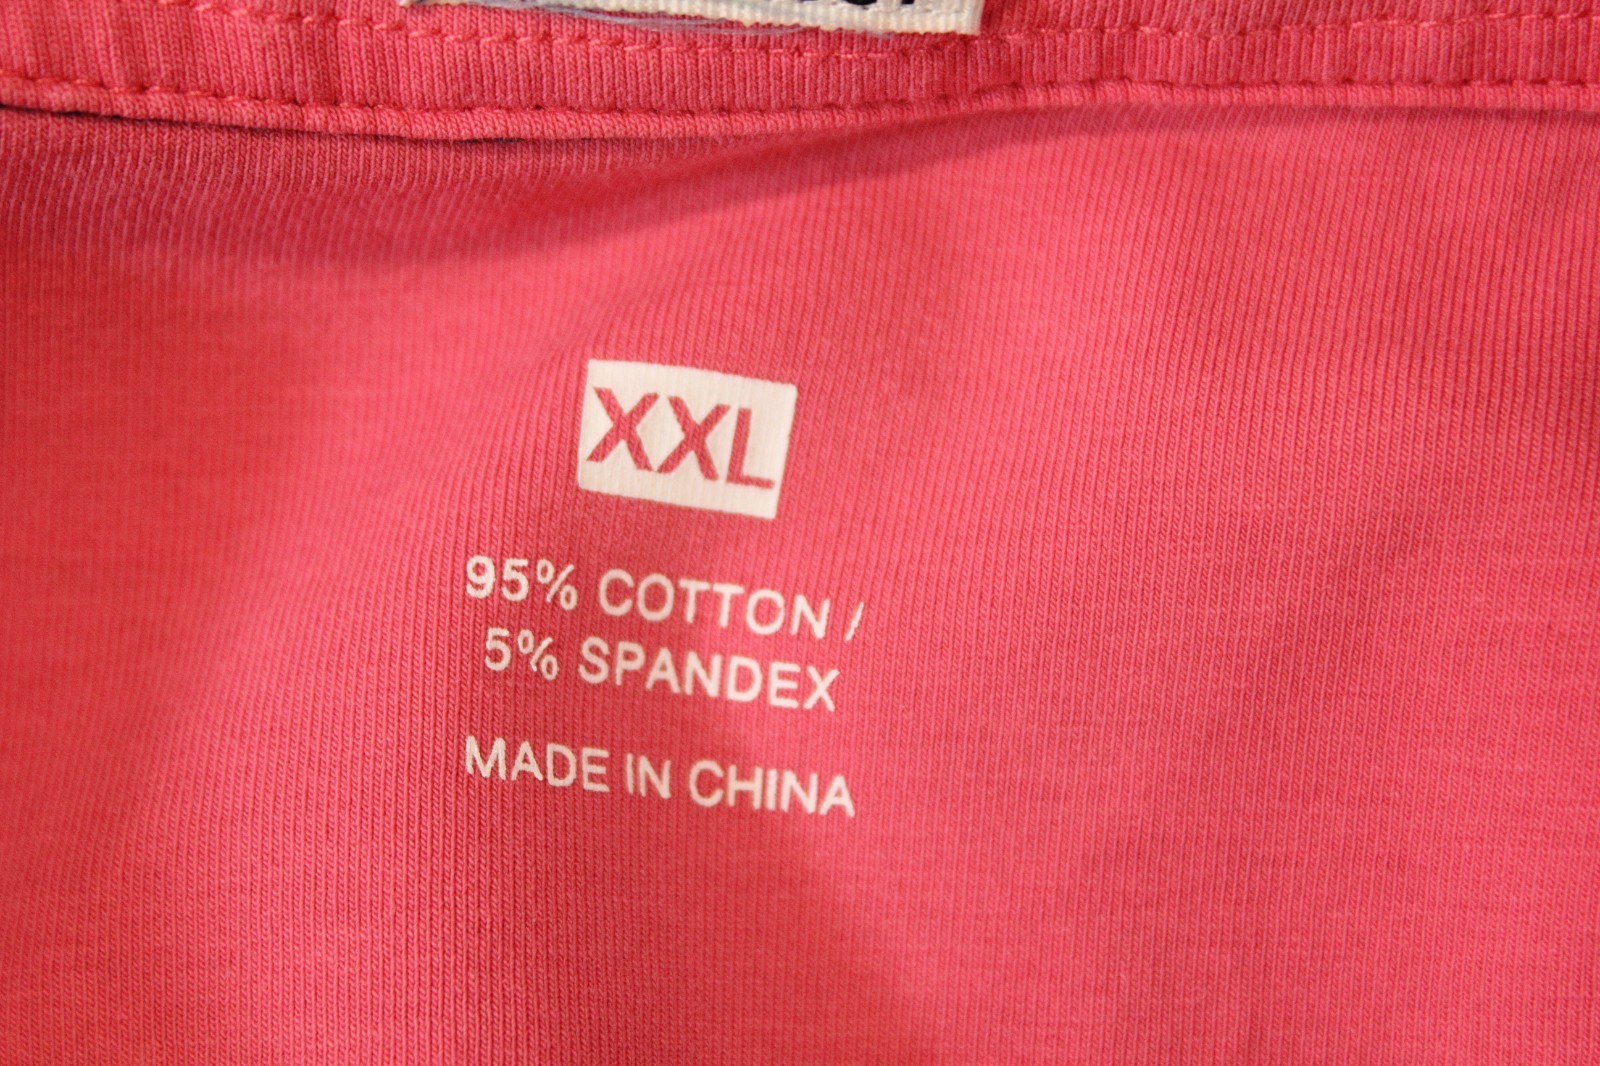 XXL
95% COTTON /
5% SPANDEX
MADE IN CHINA